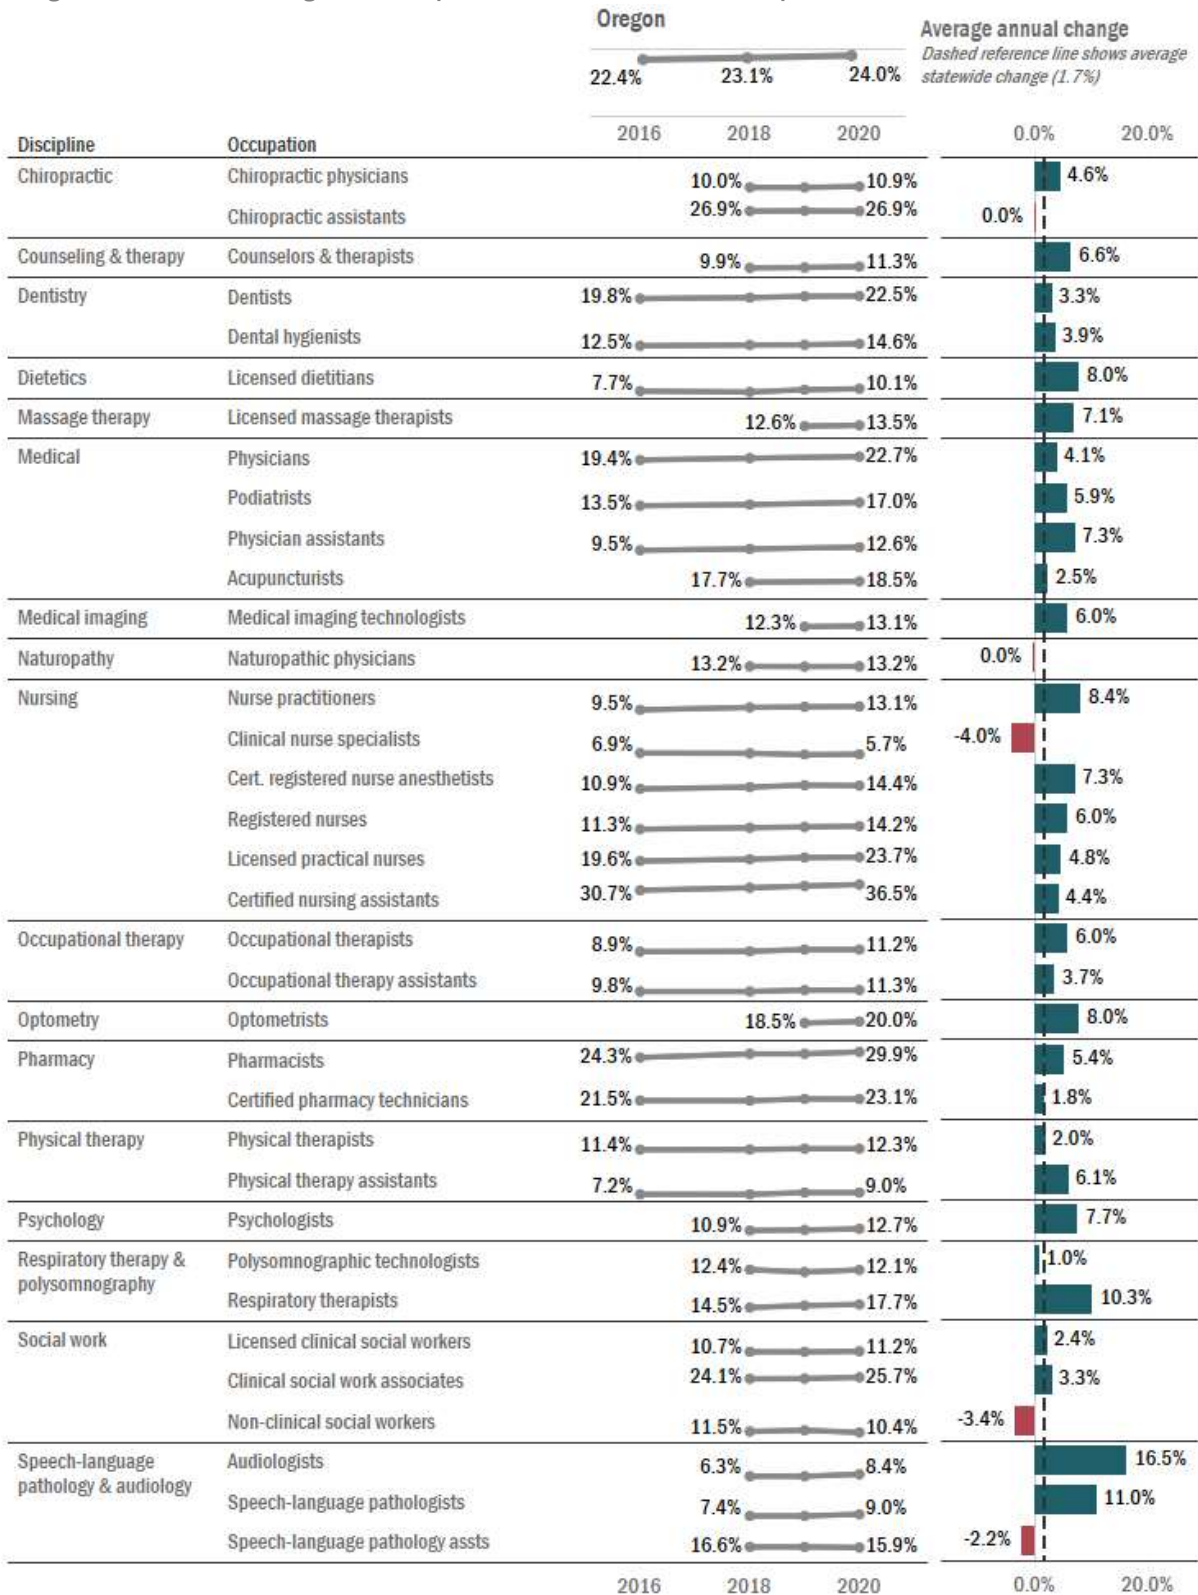 Oregon
Average annual change
Dashed reference line shows average
statewide change (1.7%)
22.4% 23.1% 24.0%
Discipline Occupation 2016 2018 2020 0.0% 20.0%
Chiropractic Chiropractic physicians 10.0% 10.9% 4.6%
Chiropractic assistants 26.9% 26.9% 0.0%
Counseling & therapy Counselors & therapists 9.9% 11.3% 6.6%
Dentistry Dentists 19.8% 22.5% 3.3%
Dental hygienists 12.5% 14.6% 3.9%
Dietetics Licensed dietitians 7.7% 10.1% 8.0%
Massage therapy Licensed massage therapists 12.6% 13.5% 7.1%
Medical Physicians 19.4% 22.7% 4.1%
Podiatrists 13.5% 17.0% 5.9%
Physician assistants 9.5% 12.6% 7.3%
Acupuncturists 17.7% 18.5% 2.5%
Medical imaging Medical imaging technologists 12.3% 13.1% 6.0%
Naturopathy Naturopathic physicians 13.2% 13.2% 0.0%
Nursing Nurse practitioners 9.5% 13.1% 8.4%
Clinical nurse specialists 6.9% 5.7% -4.0%
Cert. registered nurse anesthetists 10.9% 14.4% 7.3%
Registered nurses 11.3% 14.2% 6.0%
Licensed practical nurses 19.6% 23.7% 4.8%
Certified nursing assistants 30.7% 36.5% 4.4%
Occupational therapy Occupational therapists 8.9% 11.2% 6.0%
Occupational therapy assistants 9.8% 11.3% 3.7%
Optometry Optometrists 18.5% 20.0% 8.0%
Pharmacy Pharmacists 24.3% 29.9% 5.4%
Certified pharmacy technicians 21.5% 23.1% 1.8%
Physical therapy Physical therapists 11.4% 12.3% 2.0%
Physical therapy assistants 7.2% 9.0% 6.1%
Psychology Psychologists 10.9% 12.7% 7.7%
Respiratory therapy & Polysomnographic technologists 12.4% 12.1% 1.0%
polysomnography
Respiratory therapists 14.5% 17.7% 10.3%
Social work Licensed clinical social workers 10.7% 11.2% 2.4%
Clinical social work associates 24.1% 25.7% 3.3%
Non-clinical social workers 11.5% 10.4% -3.4%
Speech-language Audiologists 6.3% 8.4% 16.5%
pathology & audiology
Speech-language pathologists 7.4% 9.0% 11.0%
Speech-language pathology assts 16.6% 15.9% -2.2%
2016 2018 2020 0.0% 20.0%